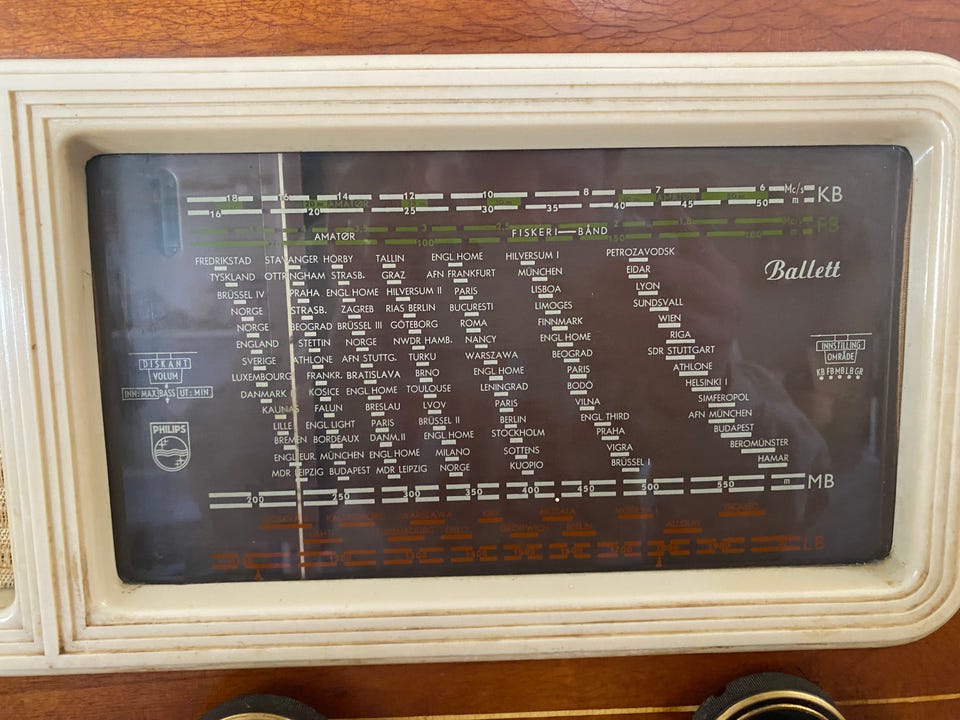 18 16 14 12 10 8 7 6 Mc/s KB
16 20 25 30 35 40 45 50 m
AMATØR
FISKERI—BÅND
FB
100 150 180
FREDRIKSTAD STAVANGER HÖRBY TALLIN ENGL HOME HILVERSUM I PETROZAVODSK
TYSKLAND OTTRINGHAM STRASB. GRAZ AFN FRANKFURT MÜNCHEN EIDAR
BRÜSSEL IV PRAHA ENGL HOME HILVERSUM II PARIS LISBOA LYON
NORGE STRASB. ZAGREB RIAS BERLIN BUCURESTI LIMOGES SUNDSVALL
NORGE BEOGRAD BRÜSSEL III GÖTEBORG ROMA FINNMARK WIEN
ENGLAND STETTIN NORGE NWDR HAMB. NANCY ENGL HOME RIGA
SVERIGE ATHLONE AFN STUTTG. TURKU WARSZAWA BEOGRAD SDR STUTTGART
LUXEMBOURG FRANKR. BRATISLAVA BRNO ENGL HOME PARIS ATHLONE
DANMARK I KOSICE ENGL HOME TOULOUSE LENINGRAD BODÖ HELSINKI I
KAUNAS FALUN BRESLAU LVOV PARIS VILNA SIMFEROPOL
LILLE ENGL LIGHT PARIS BRÜSSEL II BERLIN ENGL THIRD AFN MÜNCHEN
BREMEN BORDEAUX DANM. II ENGL HOME STOCKHOLM PRAHA BUDAPEST
ENGL EUR. MÜNCHEN ENGL HOME MILANO SOTTENS VIGRA BEROMÜNSTER
MDR LEIPZIG BUDAPEST MDR LEIPZIG NORGE KUOPIO BRÜSSEL I HAMAR
200 250 300 350 400 450 500 550 m MB
LB
Ballett
DISKANT
VOLUM
INN: MAX. BASS UT: MIN
PHILIPS
INNSTILLING
OMRÅDE
KB FB MB LB GR